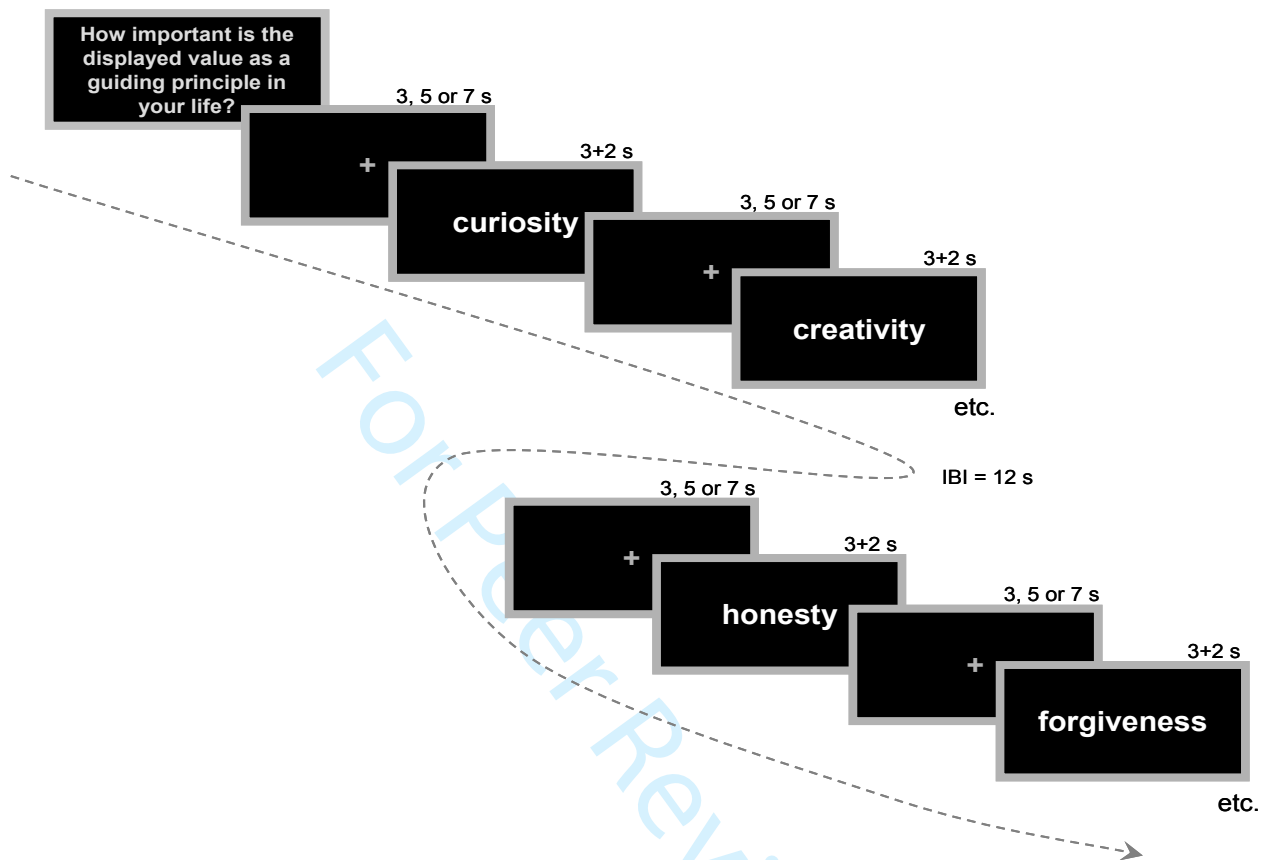 How important is the
displayed value as a
guiding principle in
your life?
3, 5 or 7 s
+
3+2 s
curiosity
3, 5 or 7 s
+
3+2 s
creativity
etc.
IBI = 12 s
3, 5 or 7 s
+
3+2 s
honesty
3, 5 or 7 s
+
3+2 s
forgiveness
etc.
For Peer Rev